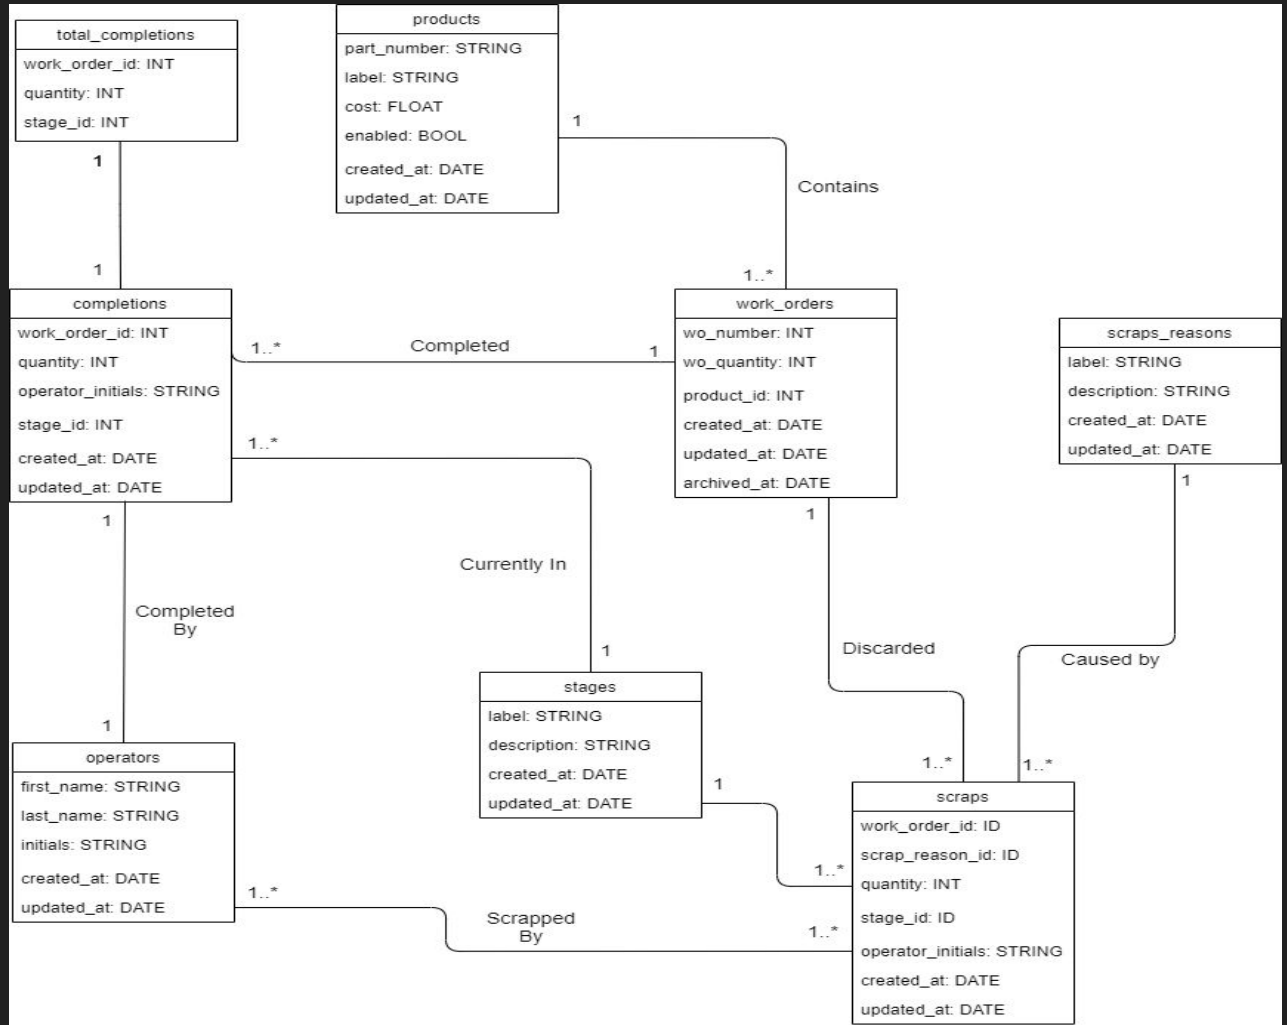 total_completions
work_order_id: INT
quantity: INT
stage_id: INT
products
part_number: STRING
label: STRING
cost: FLOAT
enabled: BOOL
created_at: DATE
updated_at: DATE
1
1
1
Contains
1..*
completions
work_order_id: INT
quantity: INT
operator_initials: STRING
stage_id: INT
created_at: DATE
updated_at: DATE
1..*
Completed
1
work_orders
wo_number: INT
wo_quantity: INT
product_id: INT
created_at: DATE
updated_at: DATE
archived_at: DATE
scraps_reasons
label: STRING
description: STRING
created_at: DATE
updated_at: DATE
1..*
Currently In
1
1
Completed
By
1
1
Discarded
1..*
1
Caused by
1..*
operators
first_name: STRING
last_name: STRING
initials: STRING
created_at: DATE
updated_at: DATE
stages
label: STRING
description: STRING
created_at: DATE
updated_at: DATE
1
1..*
1..*
Scrapped
By
1..*
scraps
work_order_id: ID
scrap_reason_id: ID
quantity: INT
stage_id: ID
operator_initials: STRING
created_at: DATE
updated_at: DATE